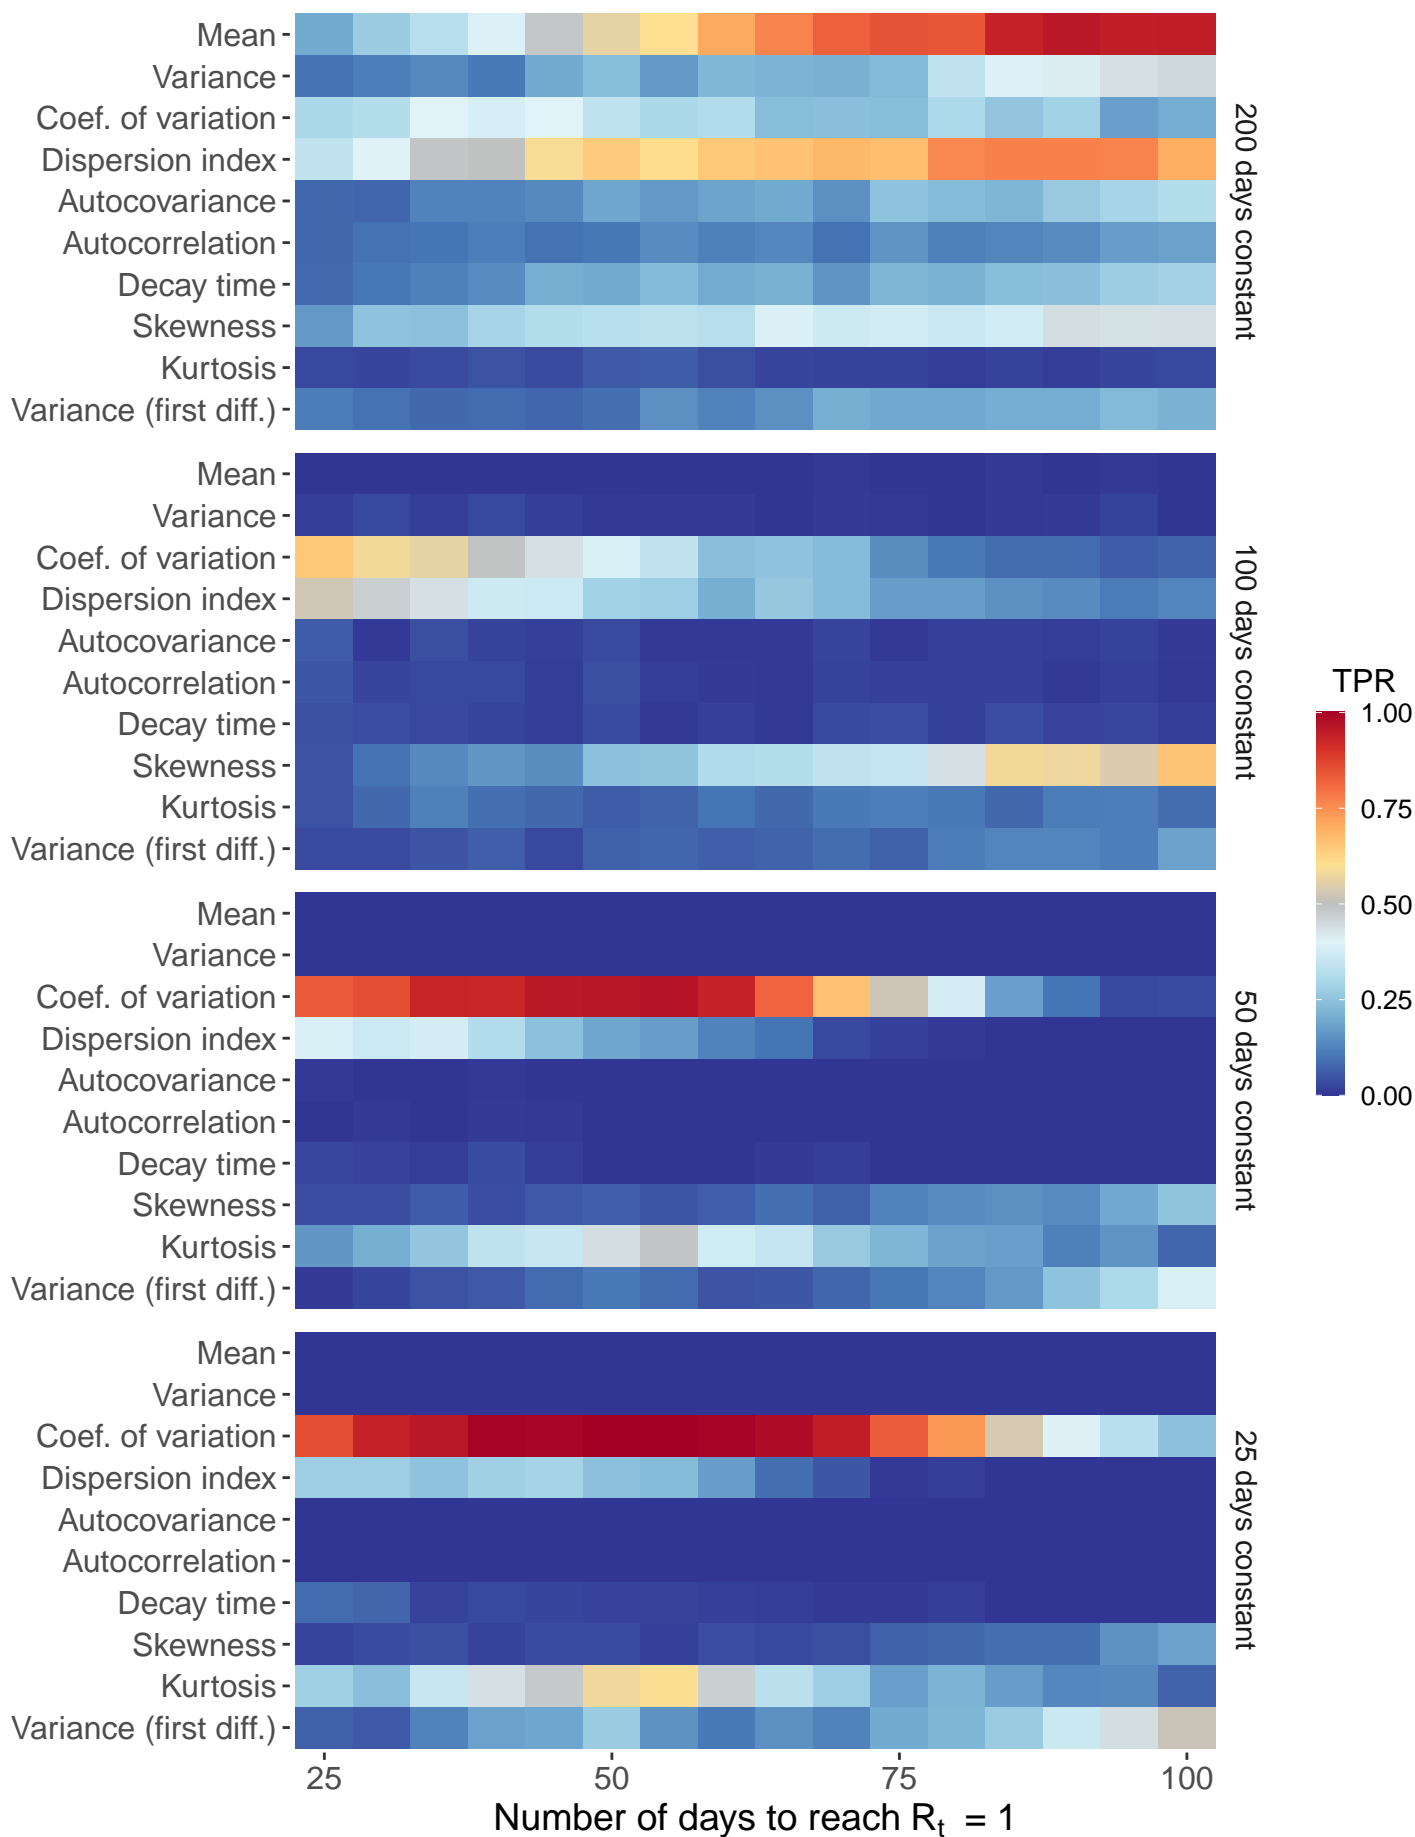 Mean
Variance
Coef. of variation
Dispersion index
Autocovariance
Autocorrelation
Decay time
Skewness
Kurtosis
Variance (first diff.)
200 days constant
Mean
Variance
Coef. of variation
Dispersion index
Autocovariance
Autocorrelation
Decay time
Skewness
Kurtosis
Variance (first diff.)
100 days constant
Mean
Variance
Coef. of variation
Dispersion index
Autocovariance
Autocorrelation
Decay time
Skewness
Kurtosis
Variance (first diff.)
50 days constant
Mean
Variance
Coef. of variation
Dispersion index
Autocovariance
Autocorrelation
Decay time
Skewness
Kurtosis
Variance (first diff.)
25 days constant
25 50 75 100
Number of days to reach Rₜ = 1
TPR
1.00
0.75
0.50
0.25
0.00